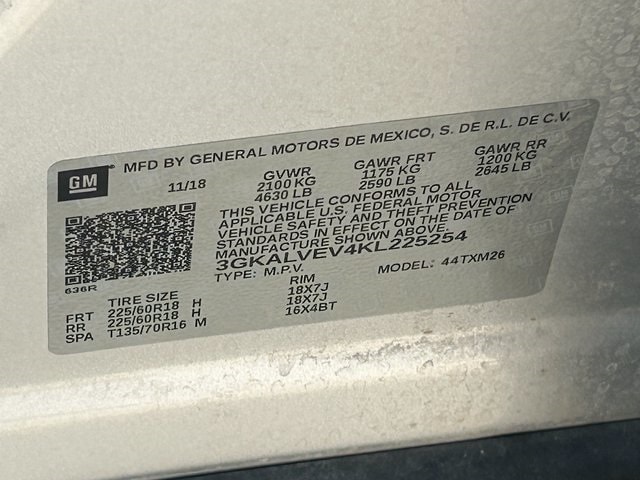 GM
MFD BY GENERAL MOTORS DE MEXICO, S. DE R.L. DE C.V.
11/18 GVWR GAWR FRT GAWR RR
2100 KG 1175 KG 1200 KG
4630 LB 2590 LB 2645 LB
THIS VEHICLE CONFORMS TO ALL
APPLICABLE U.S. FEDERAL MOTOR
VEHICLE SAFETY AND THEFT PREVENTION
STANDARDS IN EFFECT ON THE DATE OF
MANUFACTURE SHOWN ABOVE.
3GKALVEV4KL225254
TYPE: M.P.V. MODEL: 44TXM26
636R
TIRE SIZE RIM
FRT 225/60R18 H 18X7J
RR 225/60R18 H 18X7J
SPA T135/70R16 M 16X4BT